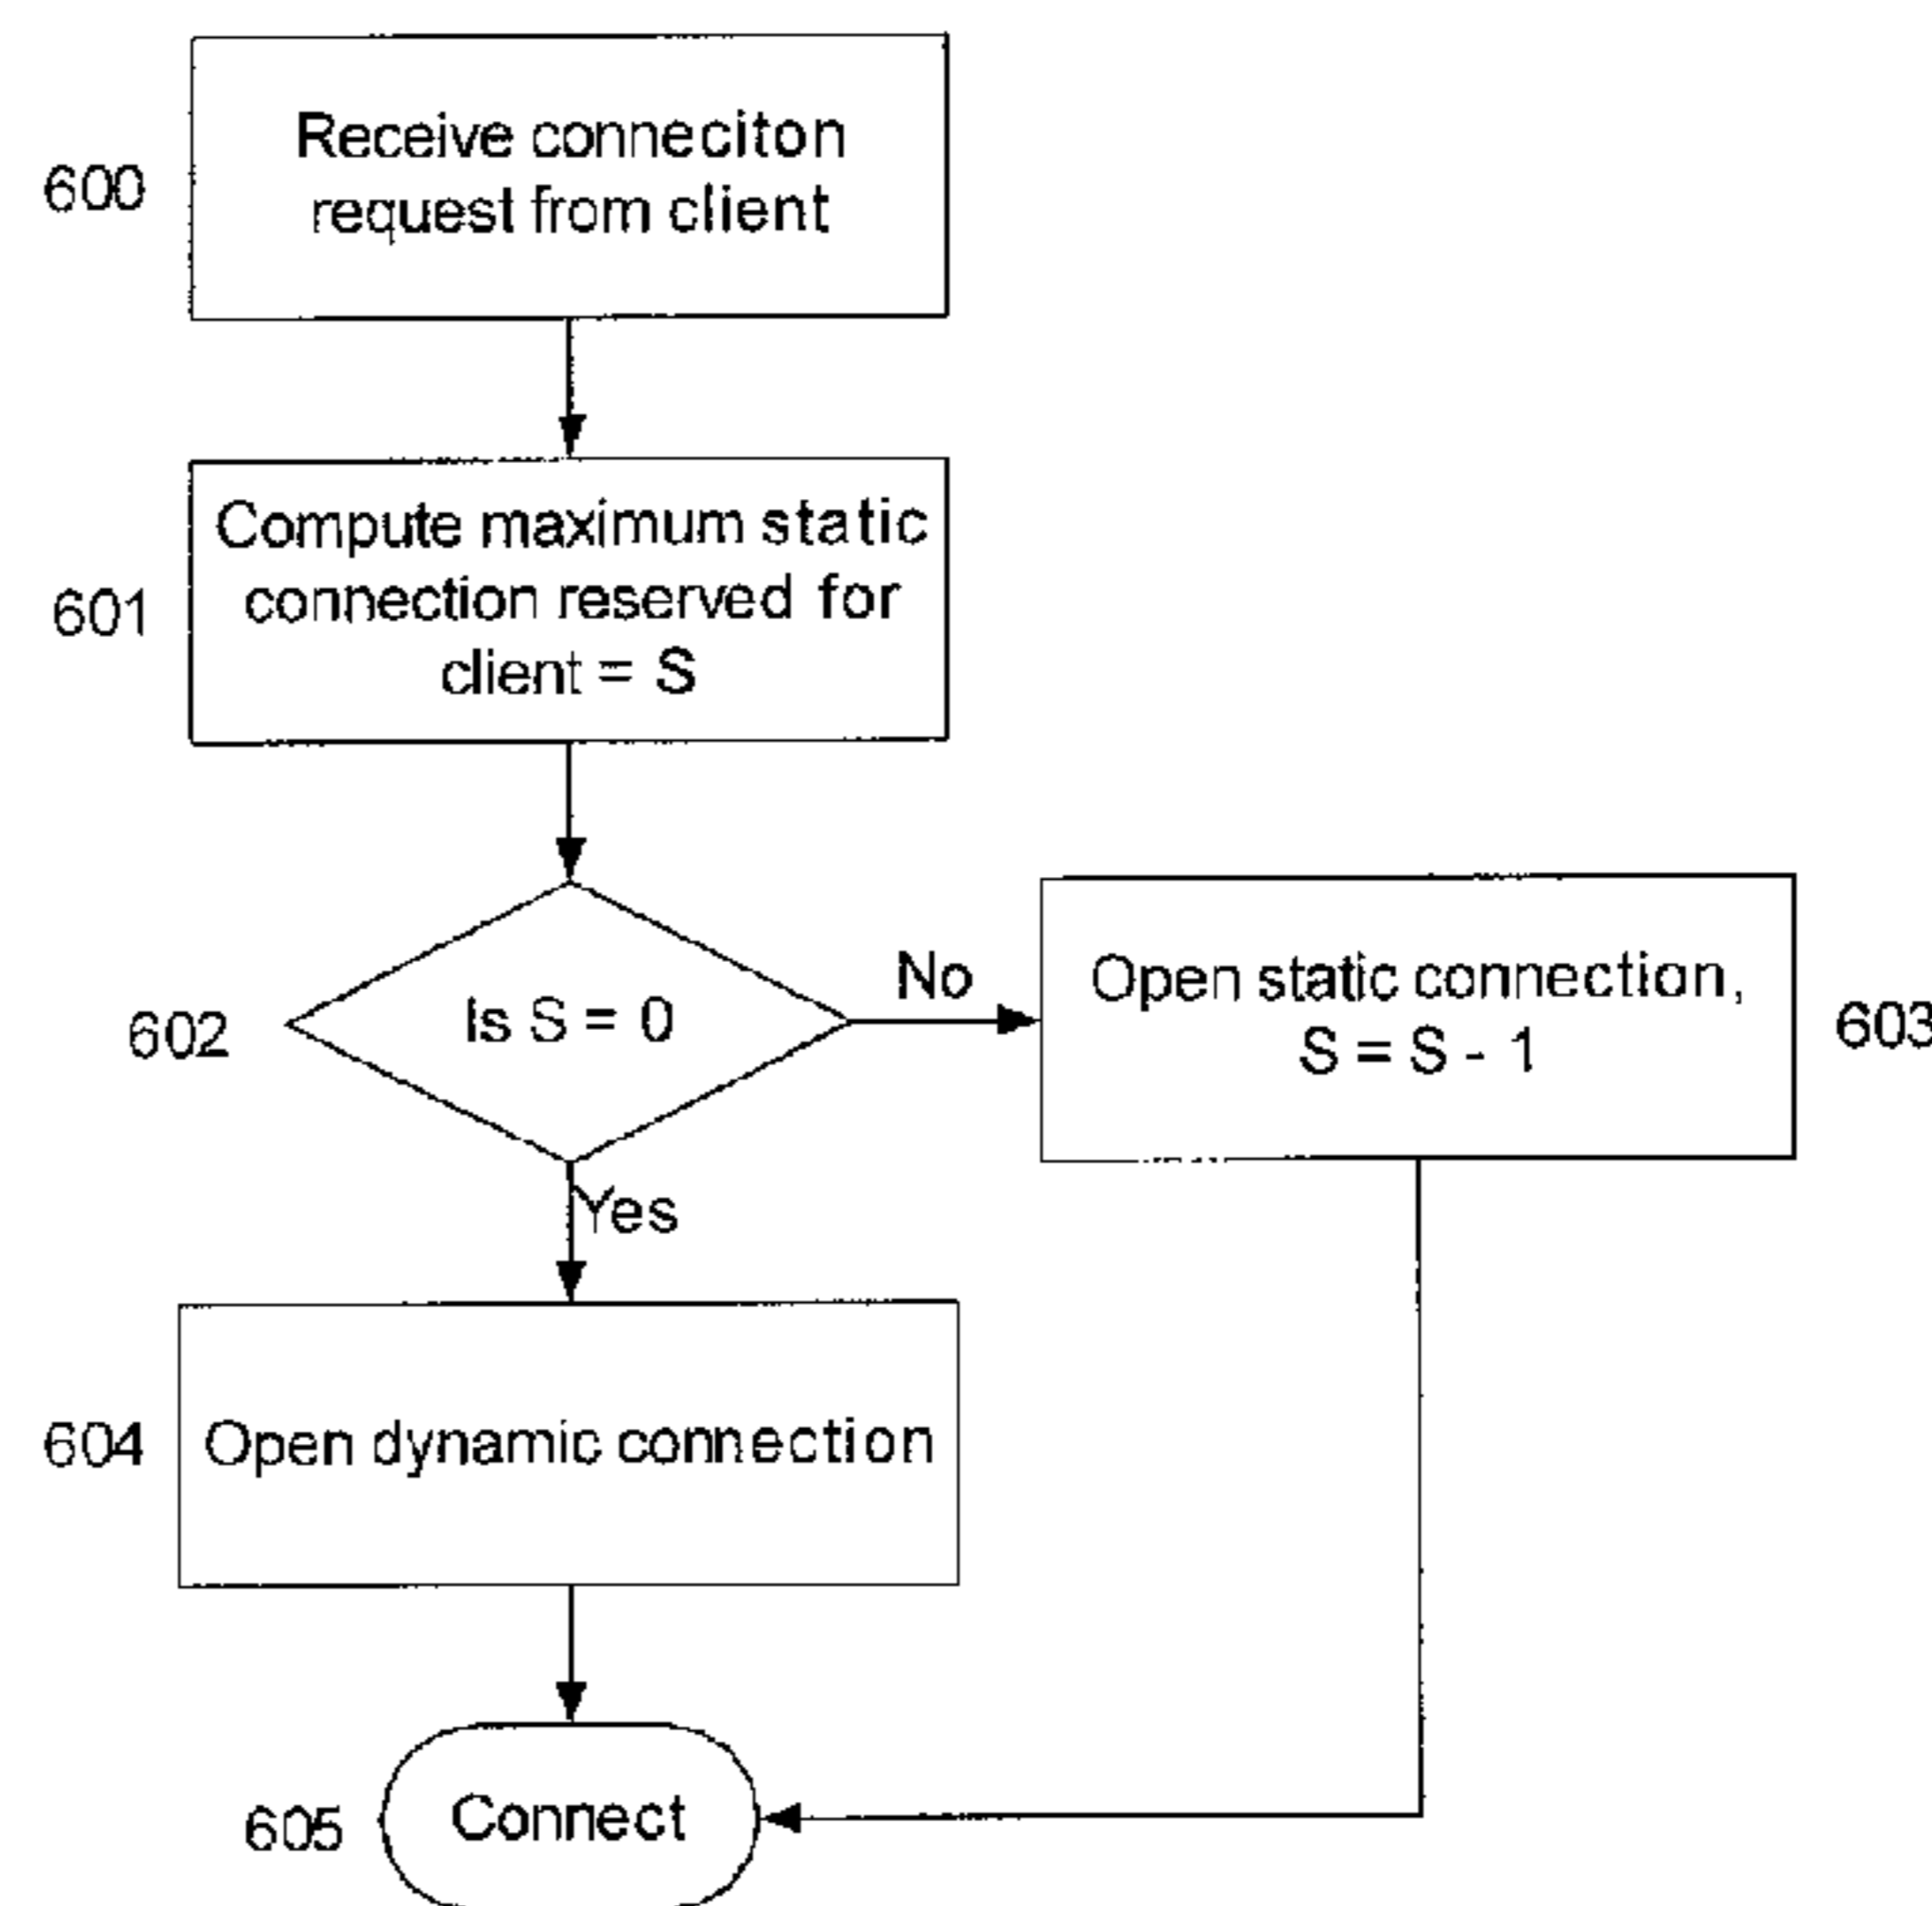 Receive conneciton
request from client
600
Compute maximum static
connection reserved for
client = S
601
Is S = 0
602
No
Open static connection,
S = S - 1
603
Yes
Open dynamic connection
604
Connect
605